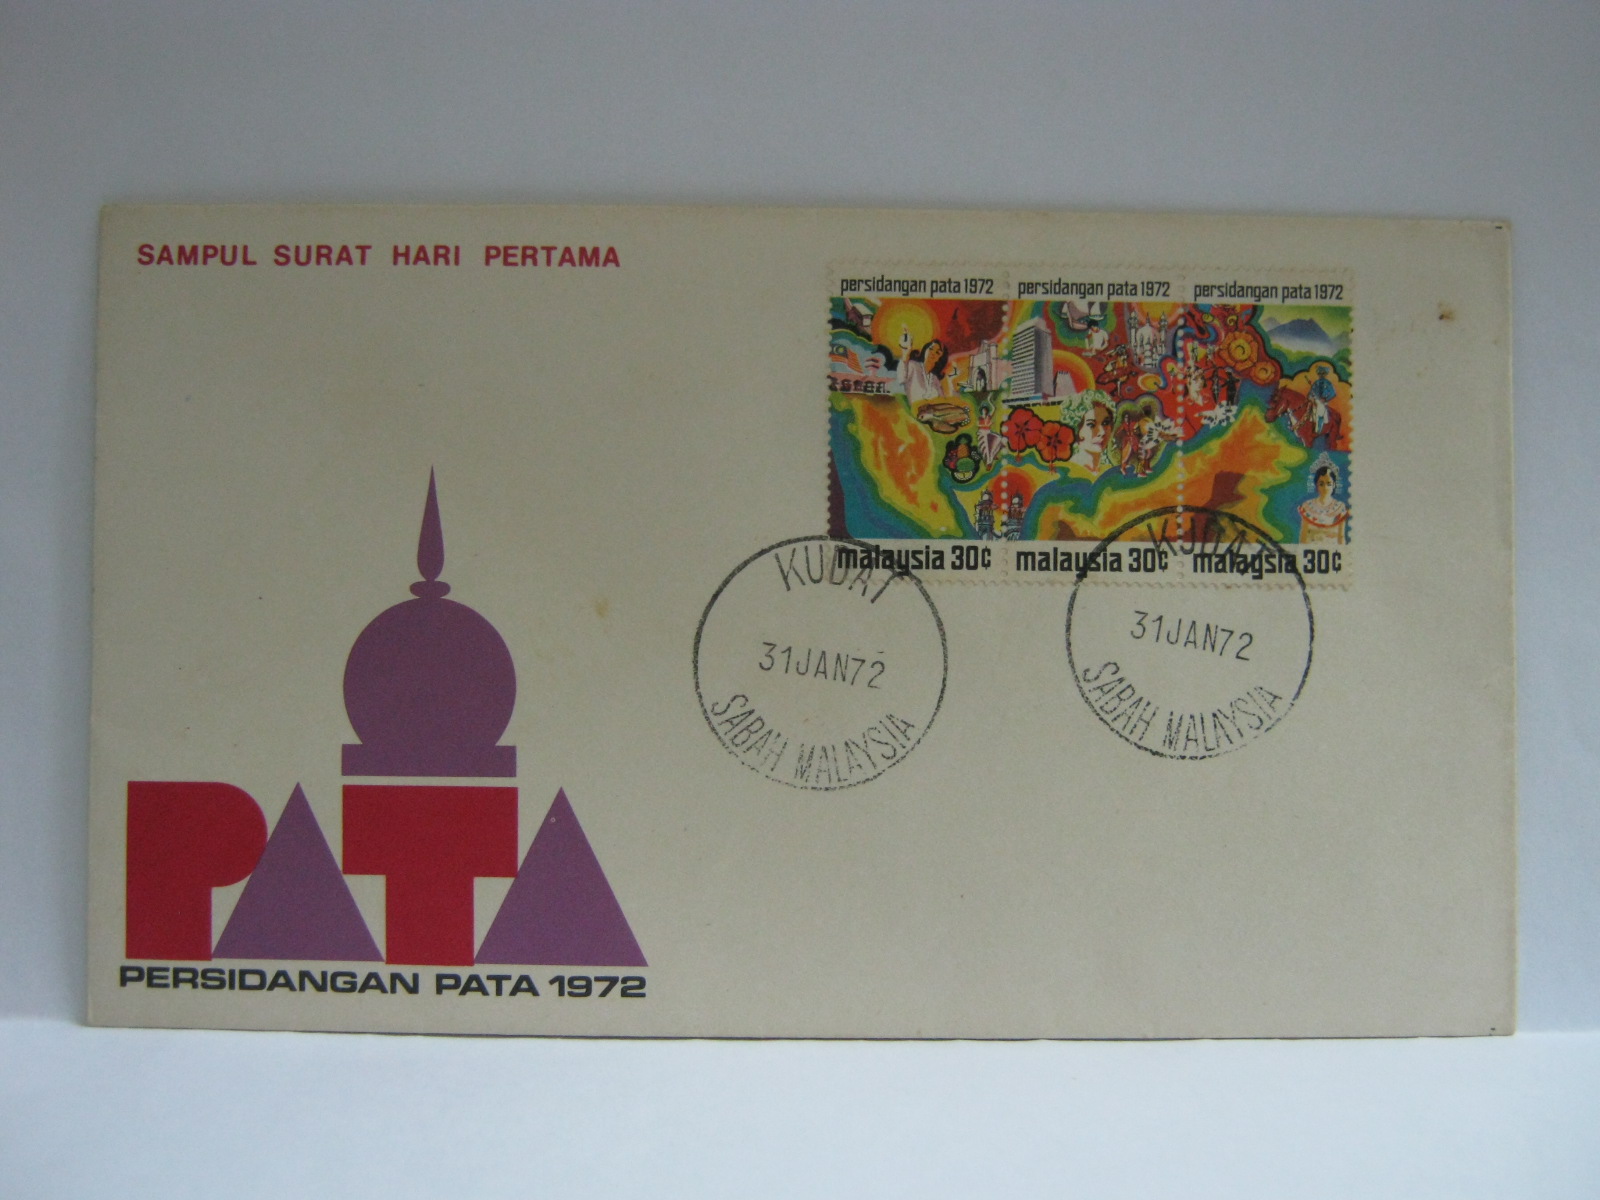 SAMPUL SURAT HARI PERTAMA
persidangan pata 1972
persidangan pata 1972
persidangan pata 1972
malaysia 30¢
malaysia 30¢
malaysia 30¢
KUDAT
31JAN72
SABAH MALAYSIA
KUDAT
31JAN72
SABAH MALAYSIA
PATA
PERSIDANGAN PATA 1972